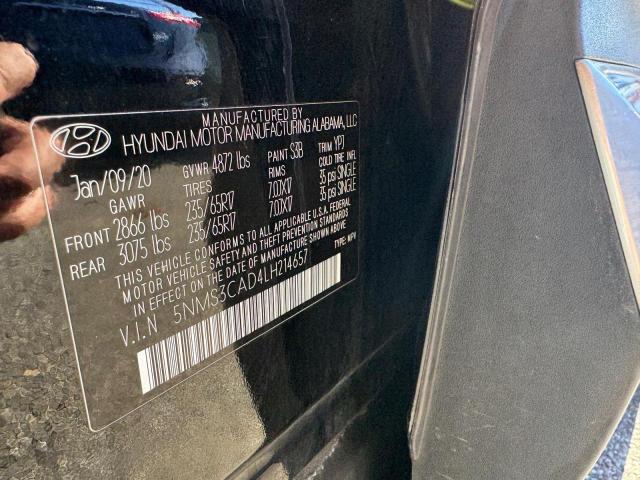 MANUFACTURED BY
HYUNDAI MOTOR MANUFACTURING ALABAMA, LLC
Jan/09/20 GVWR 4872 lbs PAINT S3B TRIM YPJ
GAWR TIRES RIMS COLD TIRE INFL
FRONT 2866 lbs 235/65R17 7.0JX17 35 psi SINGLE
REAR 3075 lbs 235/65R17 7.0JX17 35 psi SINGLE
THIS VEHICLE CONFORMS TO ALL APPLICABLE U.S.A. FEDERAL
MOTOR VEHICLE SAFETY AND THEFT PREVENTION STANDARDS
IN EFFECT ON THE DATE OF MANUFACTURE SHOWN ABOVE
V.I.N 5NMS3CAD4LH214657 TYPE: MPV